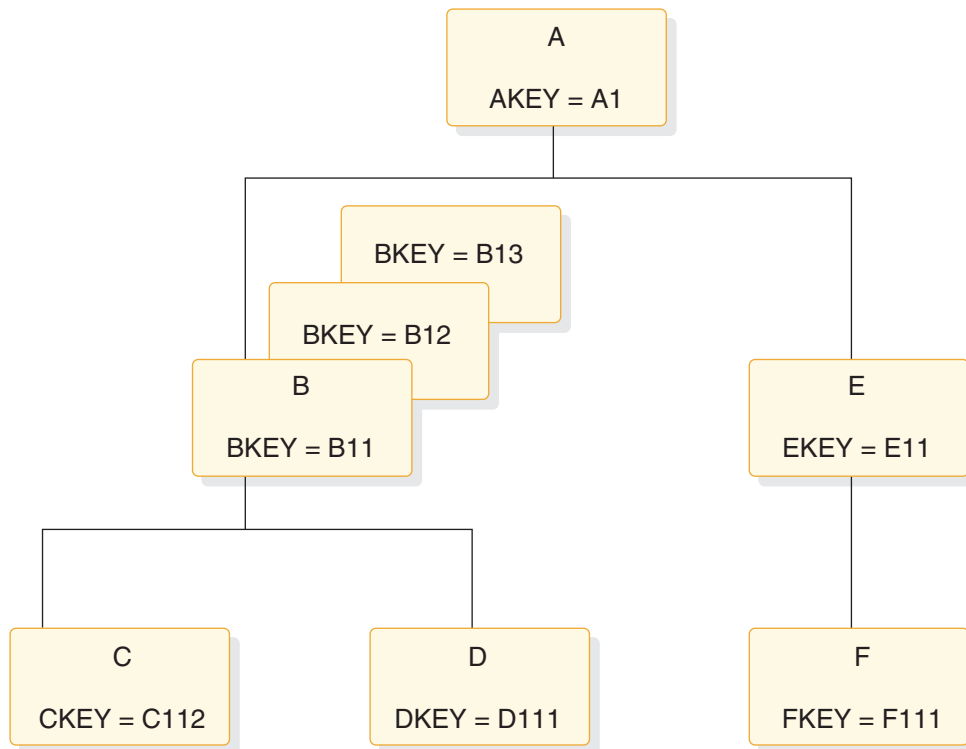 A
AKEY = A1
BKEY = B13
BKEY = B12
B
BKEY = B11
E
EKEY = E11
C
CKEY = C112
D
DKEY = D111
F
FKEY = F111